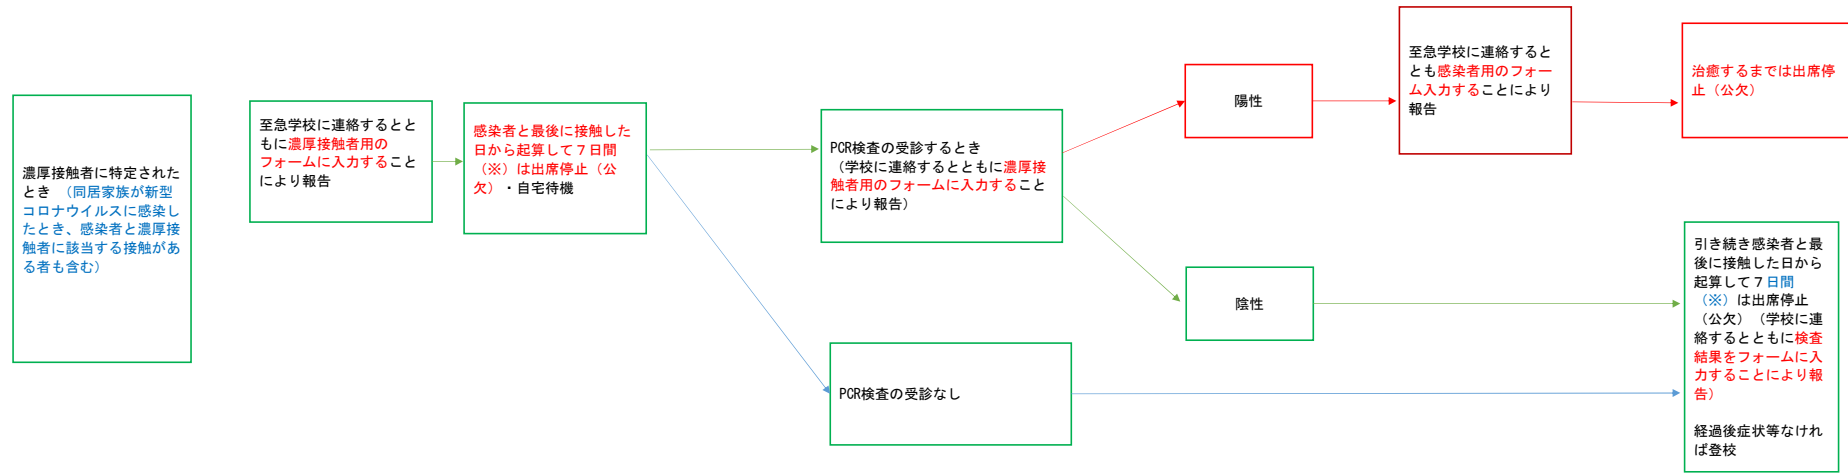 濃厚接触者に特定された
とき （同居家族が新型
コロナウイルスに感染し
たとき、感染者と濃厚接
触者に該当する接触があ
る者も含む）
至急学校に連絡するとと
もに濃厚接触者用の
フォームに入力すること
により報告
感染者と最後に接触した
日から起算して７日間
（※）は出席停止（公
欠）・自宅待機
PCR検査の受診するとき
（学校に連絡するとともに濃厚接
触者用のフォームに入力すること
により報告）
陽性
至急学校に連絡すると
とも感染者用のフォー
ム入力することにより
報告
治癒するまでは出席停
止（公欠）
陰性
PCR検査の受診なし
引き続き感染者と最
後に接触した日から
起算して７日間
（※）は出席停止
（公欠）（学校に連
絡するとともに検査
結果をフォームに入
力することにより報
告）
経過後症状等なけれ
ば登校